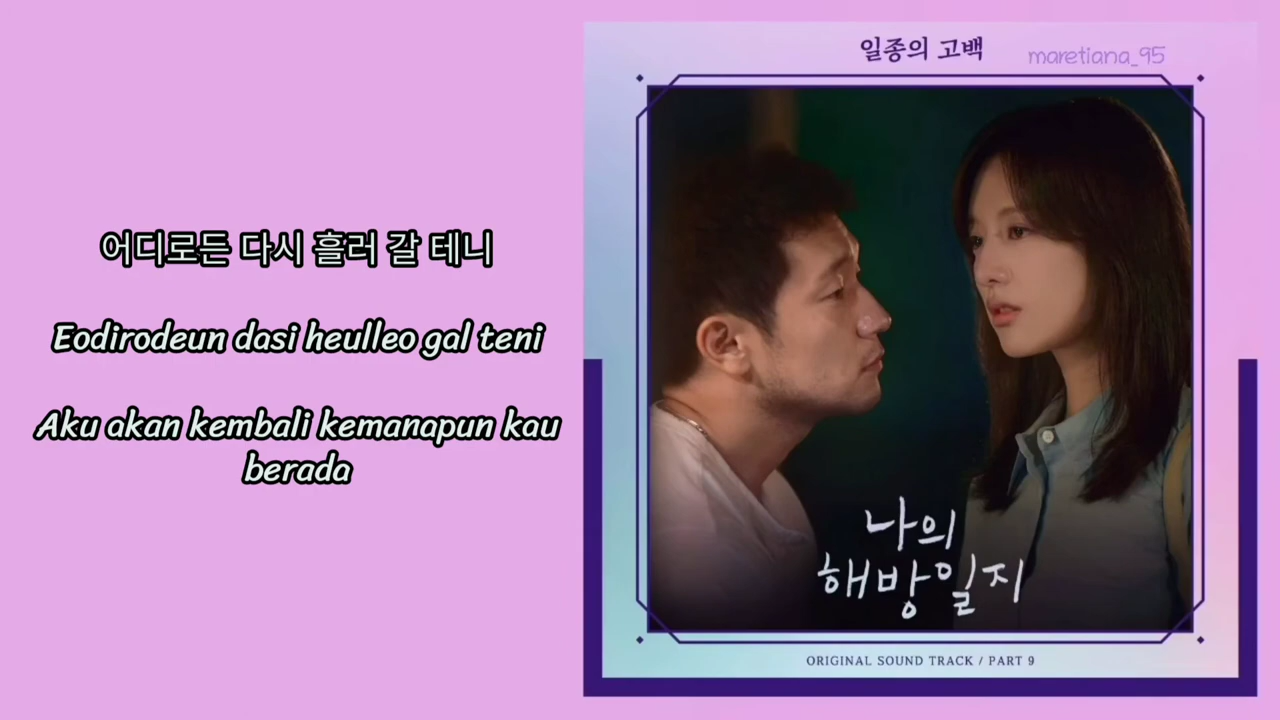 어디로든 다시 흘러 갈 테니
Eodirodeun dasi heulleo gal teni
Aku akan kembali kemanapun kau
berada
일종의 고백
maretiana_95
나의
해방일지
ORIGINAL SOUND TRACK / PART 9